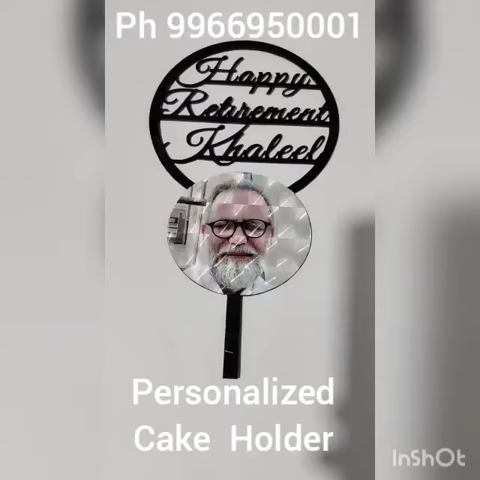 Ph 9966950001
Happy
Retirement
Khaleel
Personalized
Cake Holder
InShOt